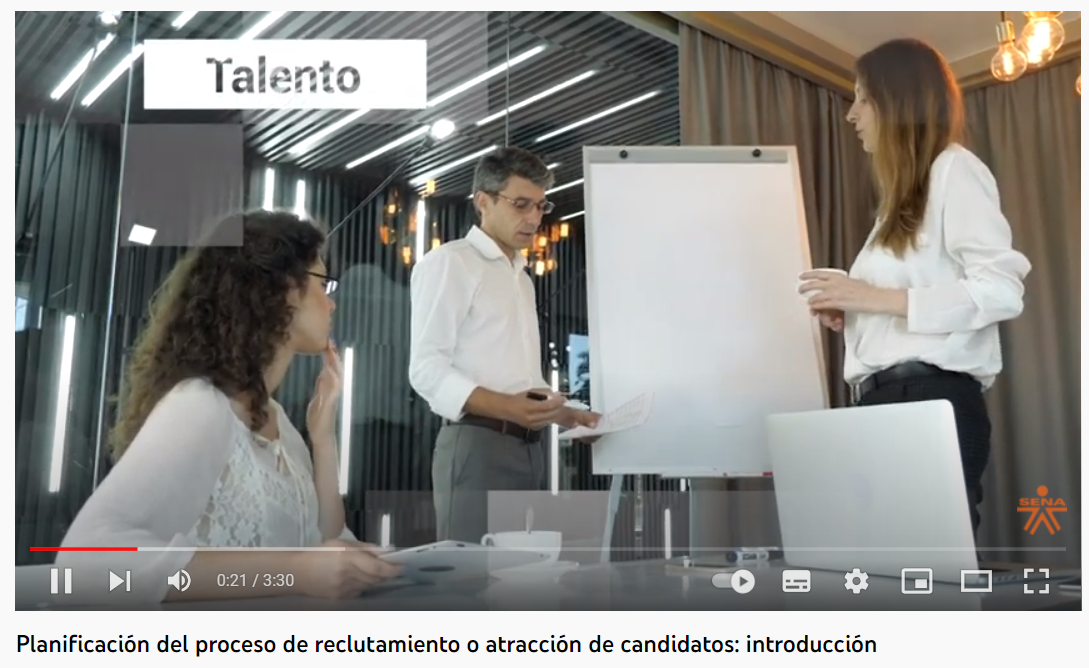 Talento
SENA
0:21 / 3:30
Planificación del proceso de reclutamiento o atracción de candidatos: introducción